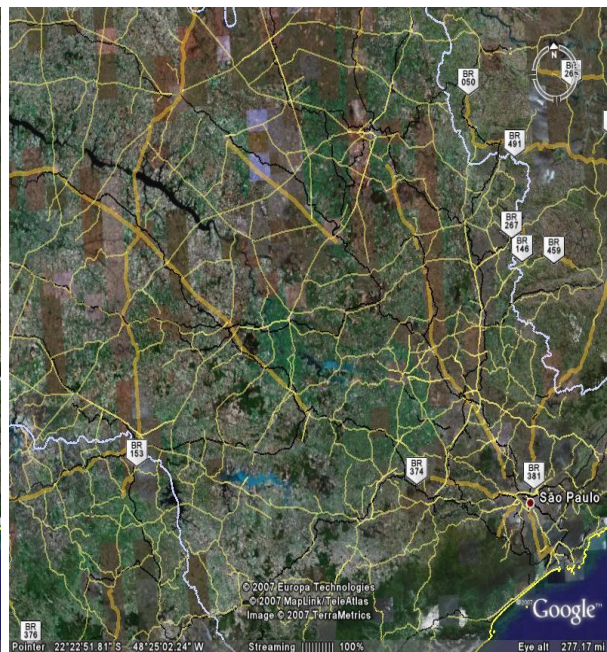 N
BR
050
BR
491
BR
267
BR
146
BR
459
BR
153
BR
374
BR
381
São Paulo
BR
376
© 2007 Europa Technologies
© 2007 MapLink/TeleAtlas
Image © 2007 TerraMetrics
©2007 Google™
Pointer 22°22'51.81" S 48°25'02.24" W Streaming |||||||||| 100% Eye alt 277.17 mi